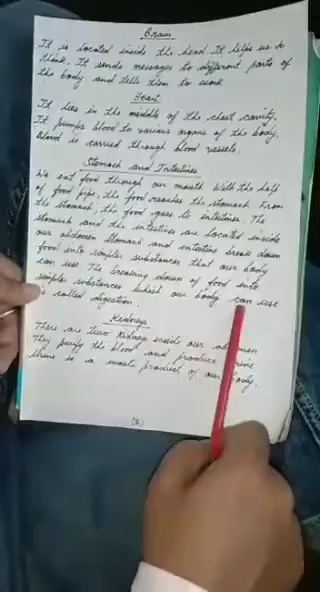 Brain
It is located inside the head. It helps us to
think. It sends messages to different parts of
the body and tells them to work
Heart
It lies in the middle of the chest cavity.
It pumps blood to various organs of the body.
Blood is carried through blood vessels.
Stomach and Intestines
We eat food through our mouth. With the help
of food pipe, the food reaches the stomach. From
the stomach, the food goes to intestines. The
stomach and the intestines are located inside
our abdomen Stomach and intestine break down
food into simpler substances that our body
can use The breaking down of food into
simpler substances which our body can use
is called digestion.
Kidneys
There are two kidneys inside our abdomen
They purify the blood and produce urine
Urine is a waste product of our body.